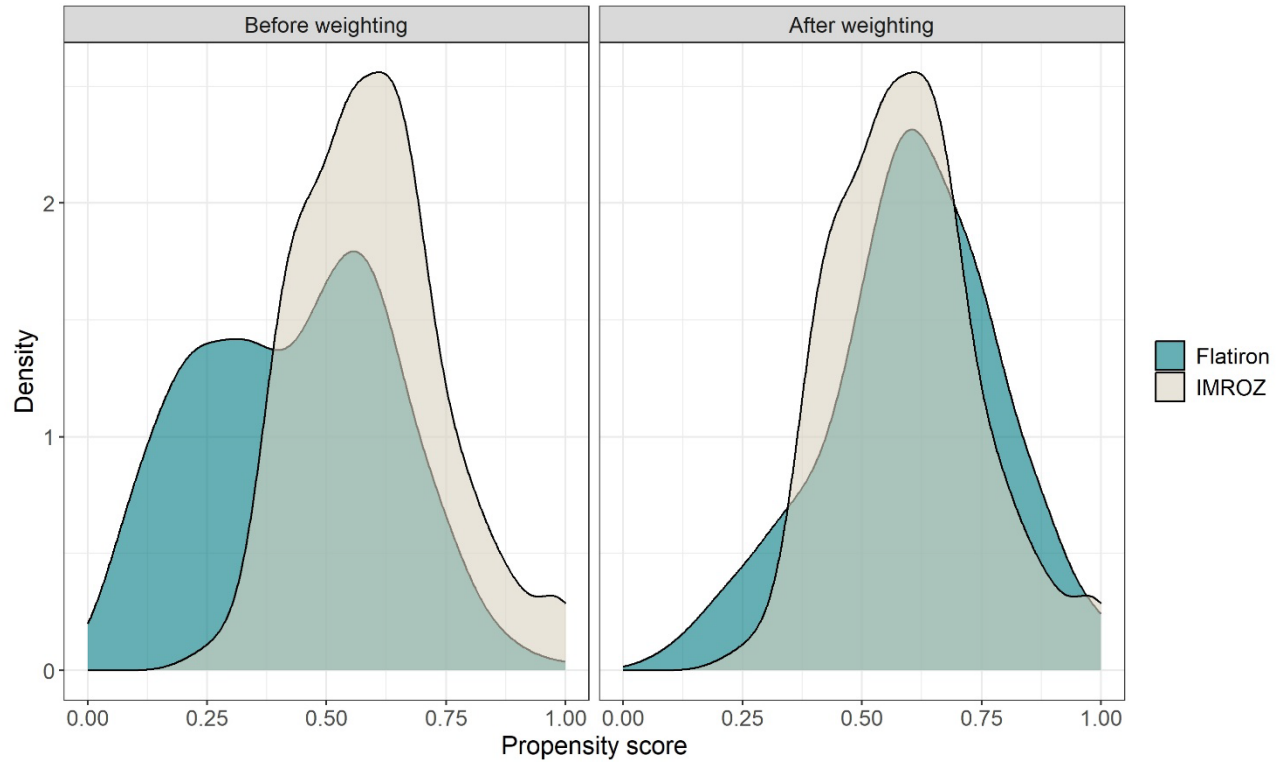 Before weighting
After weighting
Density
2
1
0
0.00 0.25 0.50 0.75 1.00
0.00 0.25 0.50 0.75 1.00
Propensity score
Flatiron
IMROZ